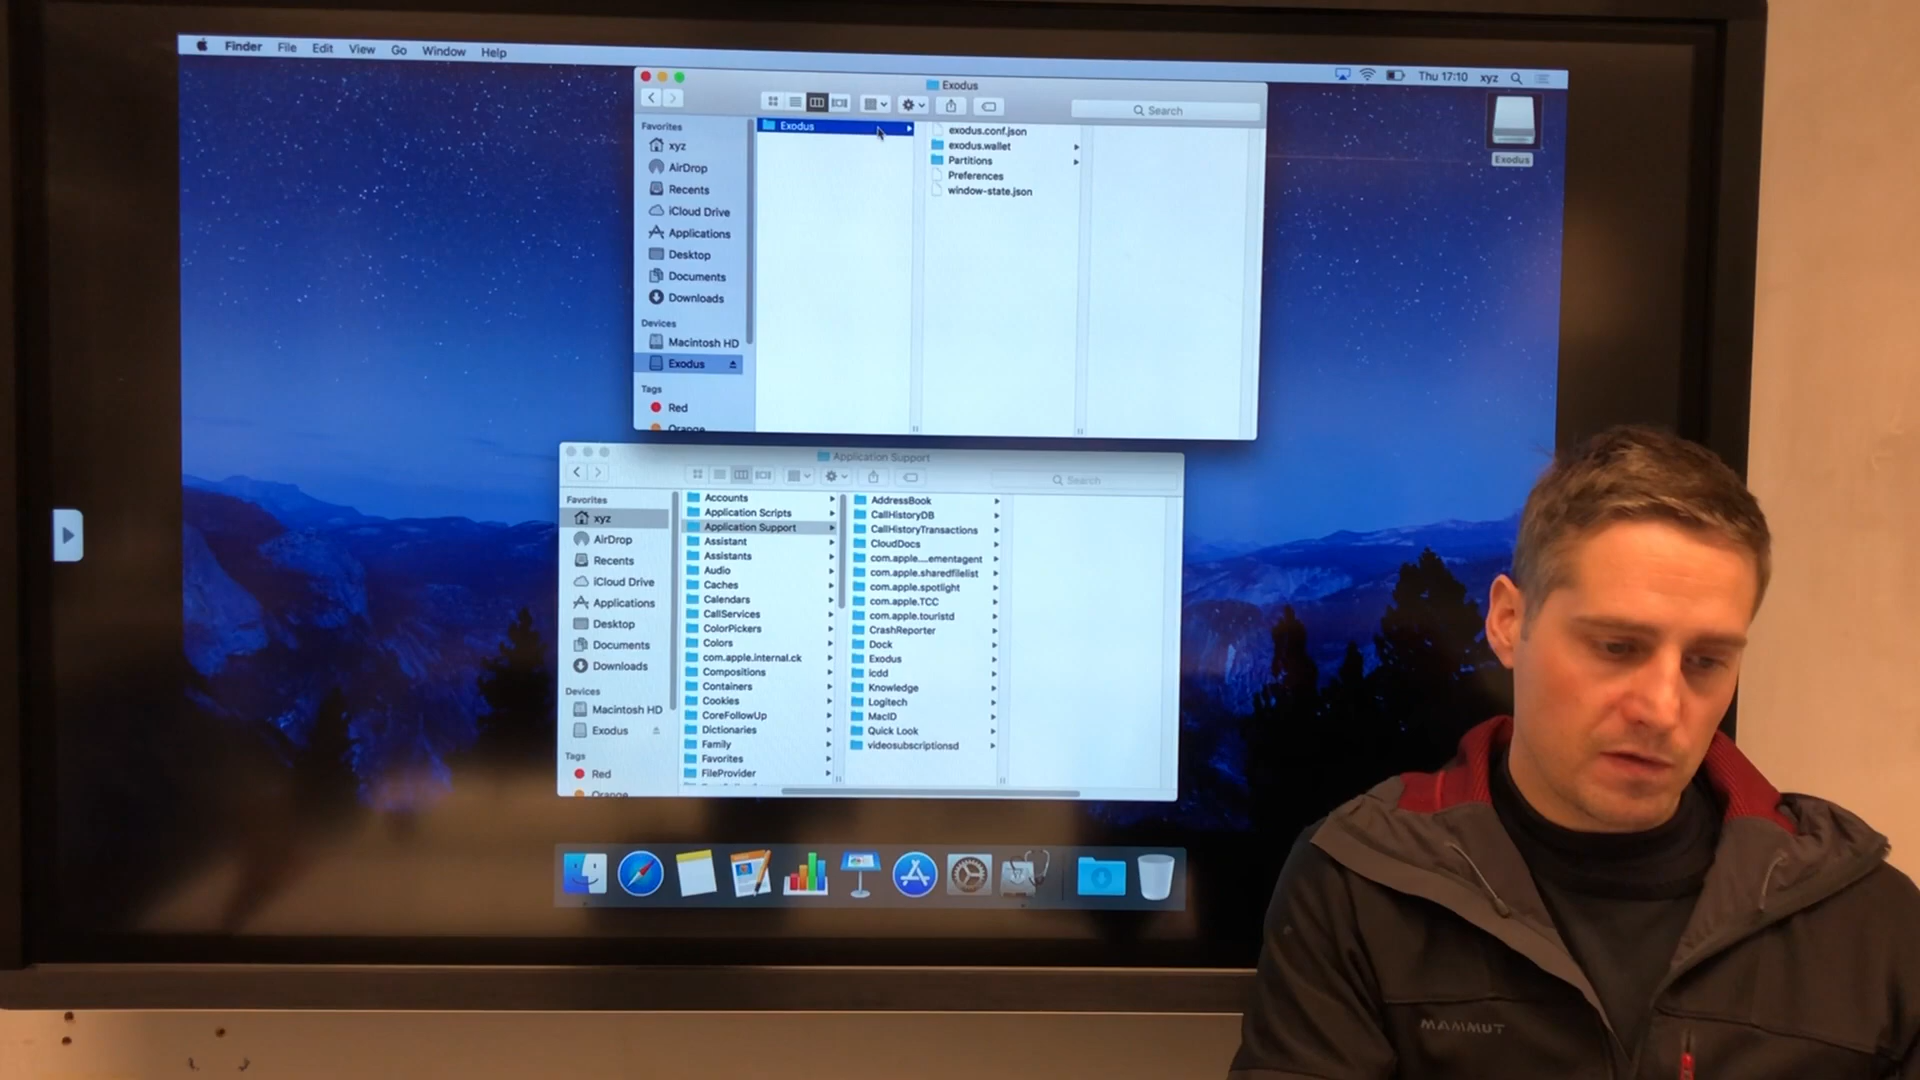 Finder File Edit View Go Window Help
Thu 17:10 xyz
Exodus
Exodus
Search
Favorites
xyz
AirDrop
Recents
iCloud Drive
Applications
Desktop
Documents
Downloads
Devices
Macintosh HD
Exodus
Tags
Red
Orange
Exodus
exodus.conf.json
exodus.wallet
Partitions
Preferences
window-state.json
Application Support
Search
Favorites
xyz
AirDrop
Recents
iCloud Drive
Applications
Desktop
Documents
Downloads
Devices
Macintosh HD
Exodus
Tags
Red
Orange
Accounts
Application Scripts
Application Support
Assistant
Assistants
Audio
Caches
Calendars
CallServices
ColorPickers
Colors
com.apple.internal.ck
Compositions
Containers
Cookies
CoreFollowUp
Dictionaries
Family
Favorites
FileProvider
AddressBook
CallHistoryDB
CallHistoryTransactions
CloudDocs
com.apple....ementagent
com.apple.sharedfilelist
com.apple.spotlight
com.apple.TCC
com.apple.touristd
CrashReporter
Dock
Exodus
icdd
Knowledge
Logitech
MacID
Quick Look
videosubscriptionsd
MAMMUT